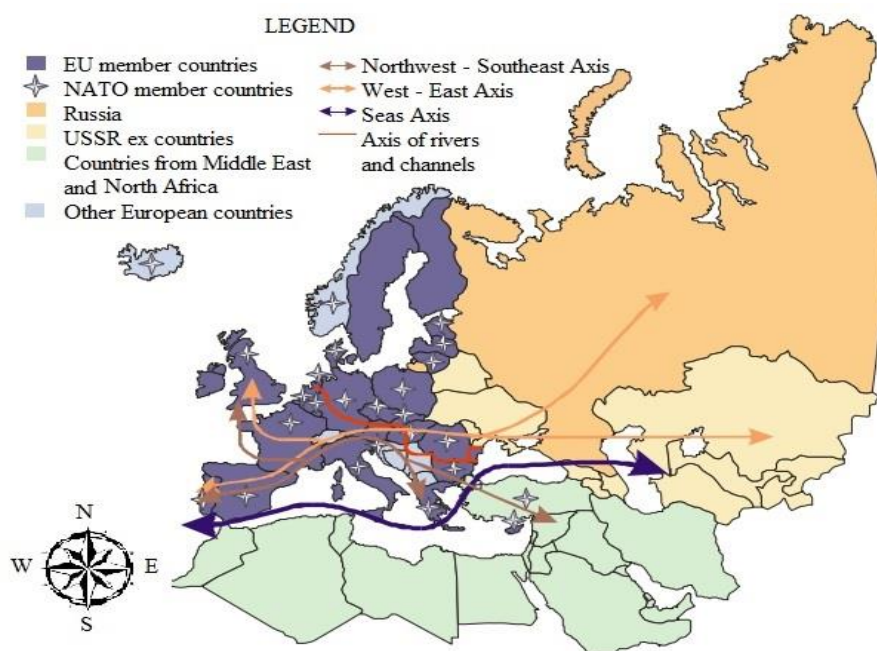 LEGEND
EU member countries
NATO member countries
Russia
USSR ex countries
Countries from Middle East
and North Africa
Other European countries
Northwest - Southeast Axis
West - East Axis
Seas Axis
Axis of rivers
and channels
N
W
E
S